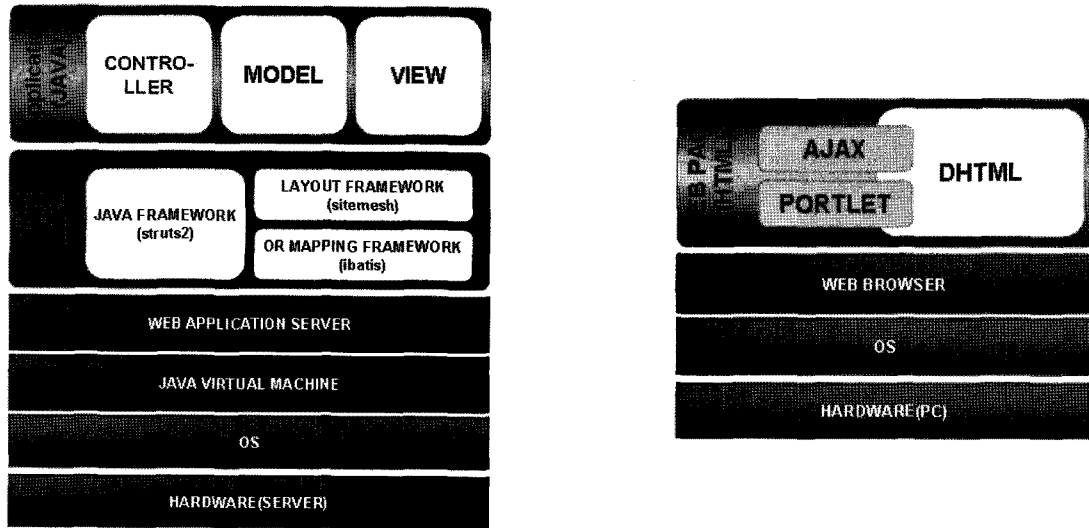 CONTRO-
LLER
MODEL
VIEW
JAVA FRAMEWORK
(struts2)
LAYOUT FRAMEWORK
(sitemesh)
OR MAPPING FRAMEWORK
(ibatis)
WEB APPLICATION SERVER
JAVA VIRTUAL MACHINE
OS
HARDWARE(SERVER)
AJAX
PORTLET
DHTML
WEB BROWSER
OS
HARDWARE(PC)